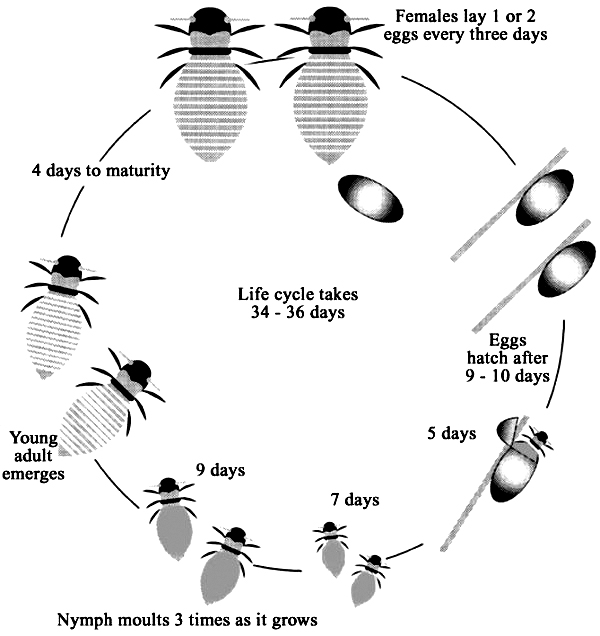 Females lay 1 or 2
eggs every three days
4 days to maturity
Life cycle takes
34 - 36 days
Eggs
hatch after
9 - 10 days
5 days
Young
adult
emerges
9 days
7 days
Nymph moults 3 times as it grows